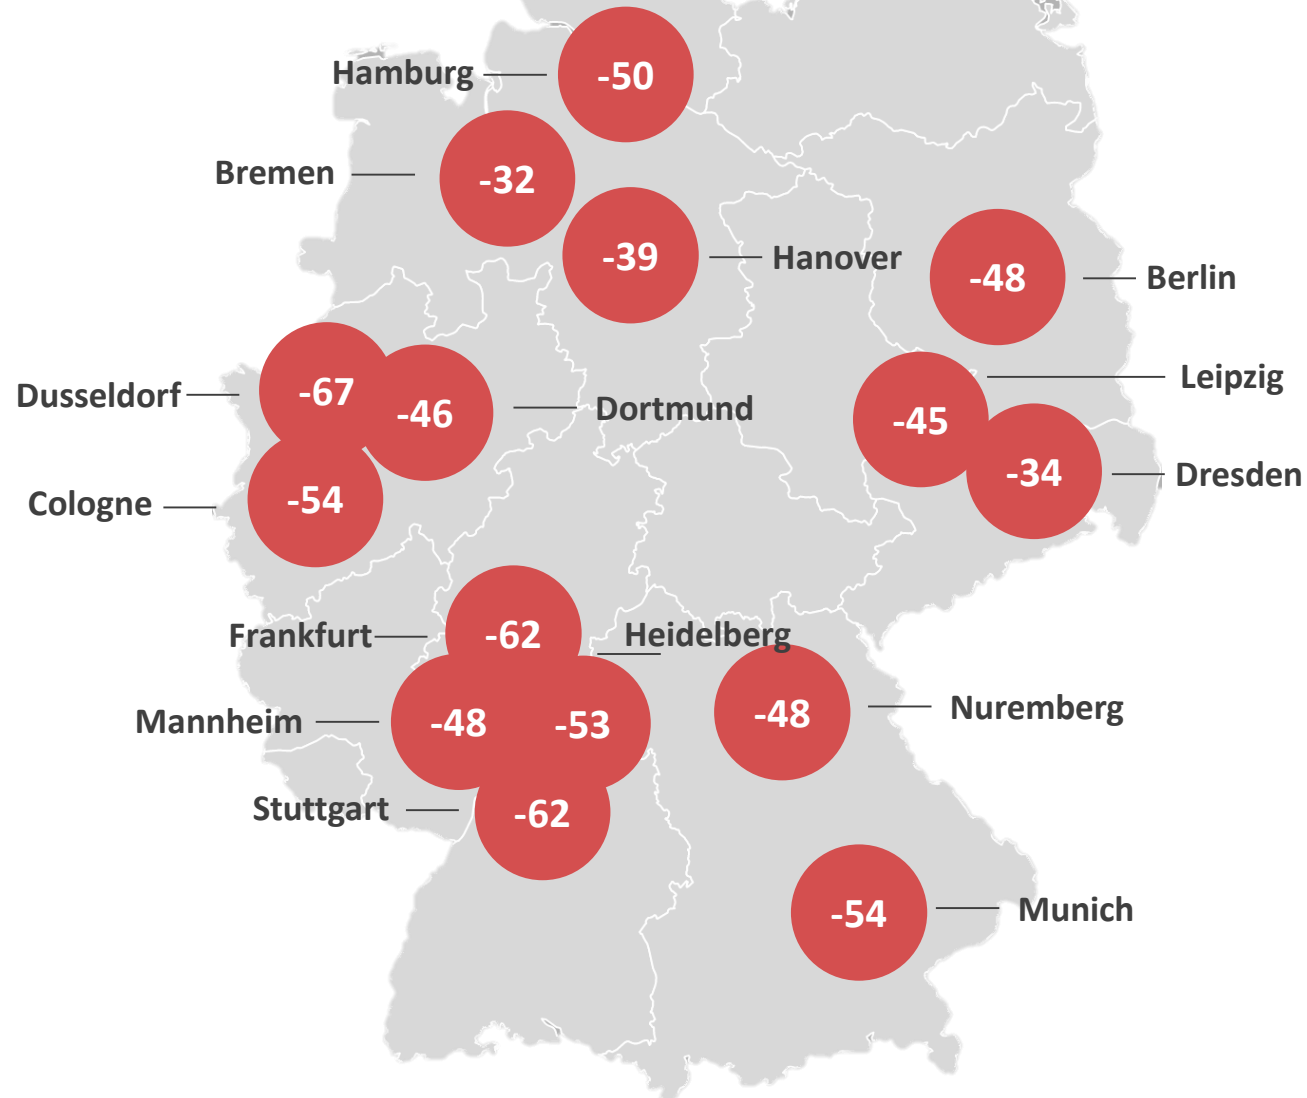 Hamburg
-50
Bremen
-32
-39
Hanover
-48
Berlin
Dusseldorf
-67
-46
Dortmund
-45
Leipzig
-34
Dresden
Cologne
-54
Frankfurt
-62
Heidelberg
Mannheim
-48
-53
-48
Nuremberg
Stuttgart
-62
-54
Munich